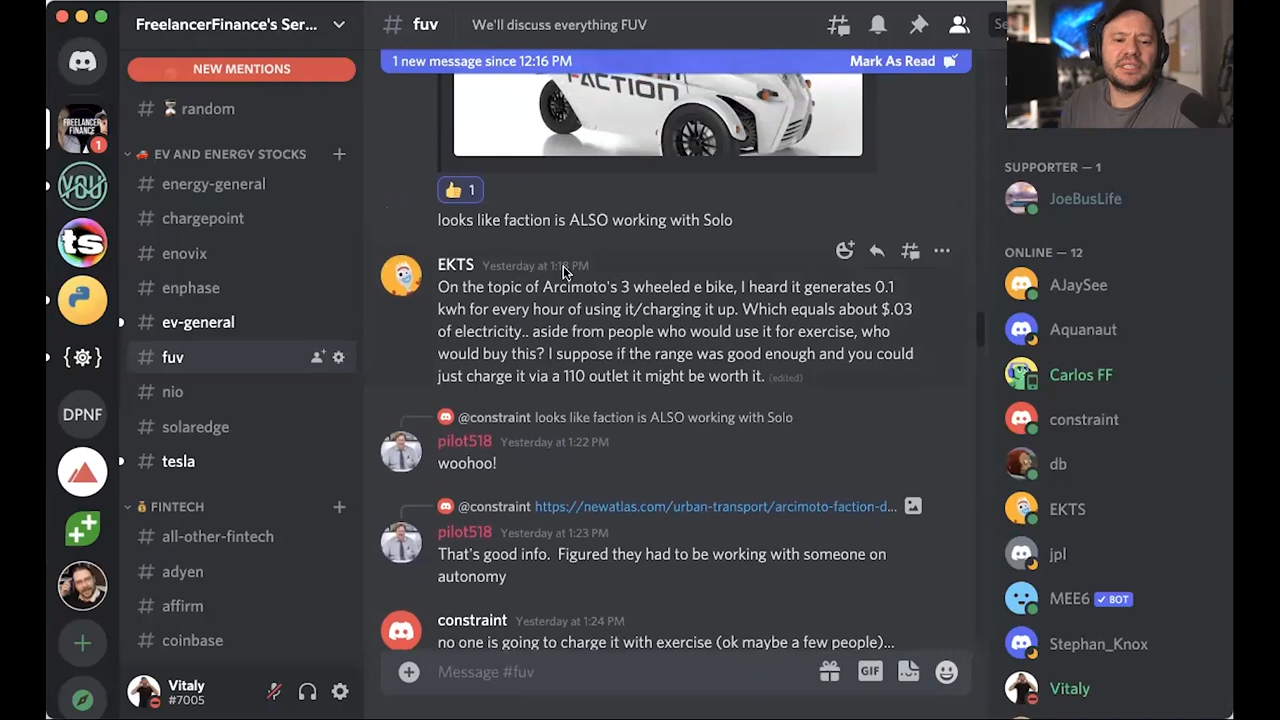 FreelancerFinance's Ser...
NEW MENTIONS
# ⏳ random
🚗 EV AND ENERGY STOCKS
# energy-general
# chargepoint
# enovix
# enphase
# ev-general
# fuv
# nio
# solaredge
# tesla
💰 FINTECH
# all-other-fintech
# adyen
# affirm
# coinbase
Vitaly
#7005
FREELANCER
FINANCE
1
YOU
ts
DPNF
# fuv
We'll discuss everything FUV
1 new message since 12:16 PM
Mark As Read
FACTION
👍 1
looks like faction is ALSO working with Solo
EKTS Yesterday at 1:18 PM
On the topic of Arcimoto's 3 wheeled e bike, I heard it generates 0.1
kwh for every hour of using it/charging it up. Which equals about $.03
of electricity.. aside from people who would use it for exercise, who
would buy this? I suppose if the range was good enough and you could
just charge it via a 110 outlet it might be worth it. (edited)
@constraint looks like faction is ALSO working with Solo
pilot518 Yesterday at 1:22 PM
woohoo!
@constraint https://newatlas.com/urban-transport/arcimoto-faction-d...
pilot518 Yesterday at 1:23 PM
That's good info. Figured they had to be working with someone on
autonomy
constraint Yesterday at 1:24 PM
no one is going to charge it with exercise (ok maybe a few people)...
Message #fuv
GIF
SUPPORTER — 1
JoeBusLife
ONLINE — 12
AJaySee
Aquanaut
Carlos FF
constraint
db
EKTS
jpl
MEE6 ✓ BOT
Stephan_Knox
Vitaly